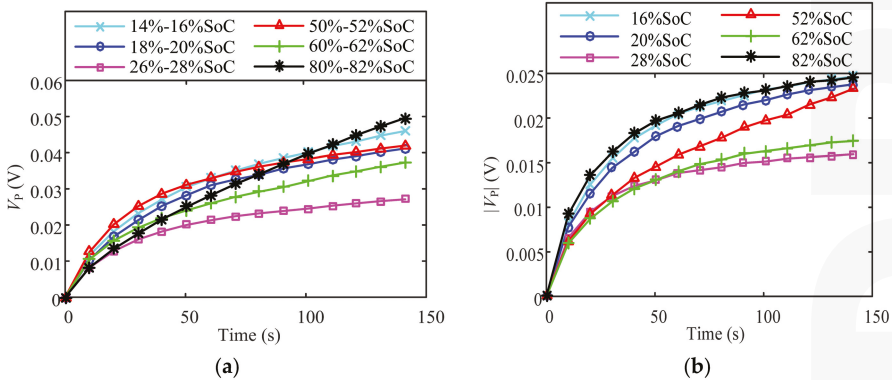 14%-16%SoC
50%-52%SoC
18%-20%SoC
60%-62%SoC
26%-28%SoC
80%-82%SoC
0.06
0.05
0.04
0.03
0.02
0.01
0
V_P (V)
0
50
100
150
Time (s)
(a)
16%SoC
52%SoC
20%SoC
62%SoC
28%SoC
82%SoC
0.025
0.02
0.015
0.01
0.005
0
|V_P| (V)
0
50
100
150
Time (s)
(b)